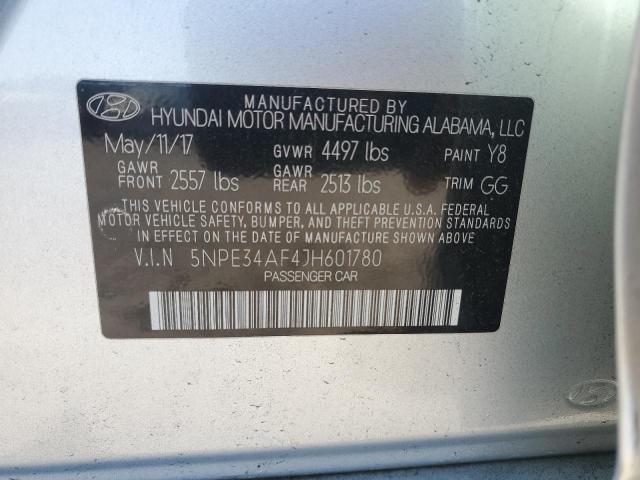 MANUFACTURED BY
HYUNDAI MOTOR MANUFACTURING ALABAMA, LLC
May/11/17 GVWR 4497 lbs PAINT Y8
GAWR FRONT 2557 lbs GAWR REAR 2513 lbs TRIM GG
THIS VEHICLE CONFORMS TO ALL APPLICABLE U.S.A. FEDERAL
MOTOR VEHICLE SAFETY, BUMPER, AND THEFT PREVENTION STANDARDS
IN EFFECT ON THE DATE OF MANUFACTURE SHOWN ABOVE.
V.I.N 5NPE34AF4JH601780
PASSENGER CAR